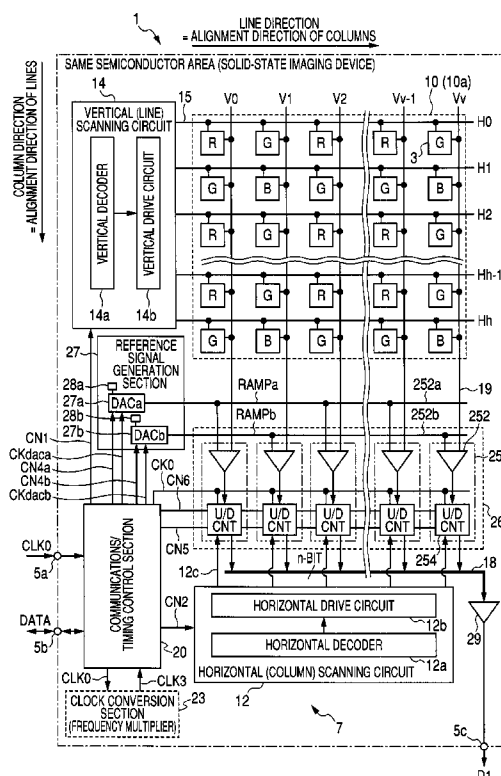 LINE DIRECTION
= ALIGNMENT DIRECTION OF COLUMNS
1
SAME SEMICONDUCTOR AREA (SOLID-STATE IMAGING DEVICE)
COLUMN DIRECTION
= ALIGNMENT DIRECTION OF LINES
14
15
V0 V1 V2 Vv-1 Vv
10 (10a)
VERTICAL (LINE)
SCANNING CIRCUIT
VERTICAL DECODER
VERTICAL DRIVE CIRCUIT
14a 14b
R G R R G H0
3
G B G G B H1
R G R R G H2
R G R R G Hh-1
G B G G B Hh
27
REFERENCE
SIGNAL
GENERATION
SECTION
28a
27a
DACa
28b
27b
DACb
RAMPa
RAMPb
252a
252b
19
252
25
26
CN1
CKdaca
CN4a
CN4b
CKdacb
CK0
CN6
CN5
U/D CNT
U/D CNT
U/D CNT
U/D CNT
U/D CNT
254
CLK0
5a
DATA
5b
COMMUNICATIONS/
TIMING CONTROL SECTION
20
12c
n-BIT
18
CN2
HORIZONTAL DRIVE CIRCUIT
12b
HORIZONTAL DECODER
12a
HORIZONTAL (COLUMN) SCANNING CIRCUIT
12
29
CLK0
CLK3
23
CLOCK CONVERSION
SECTION
(FREQUENCY MULTIPLIER)
7
5c
D1